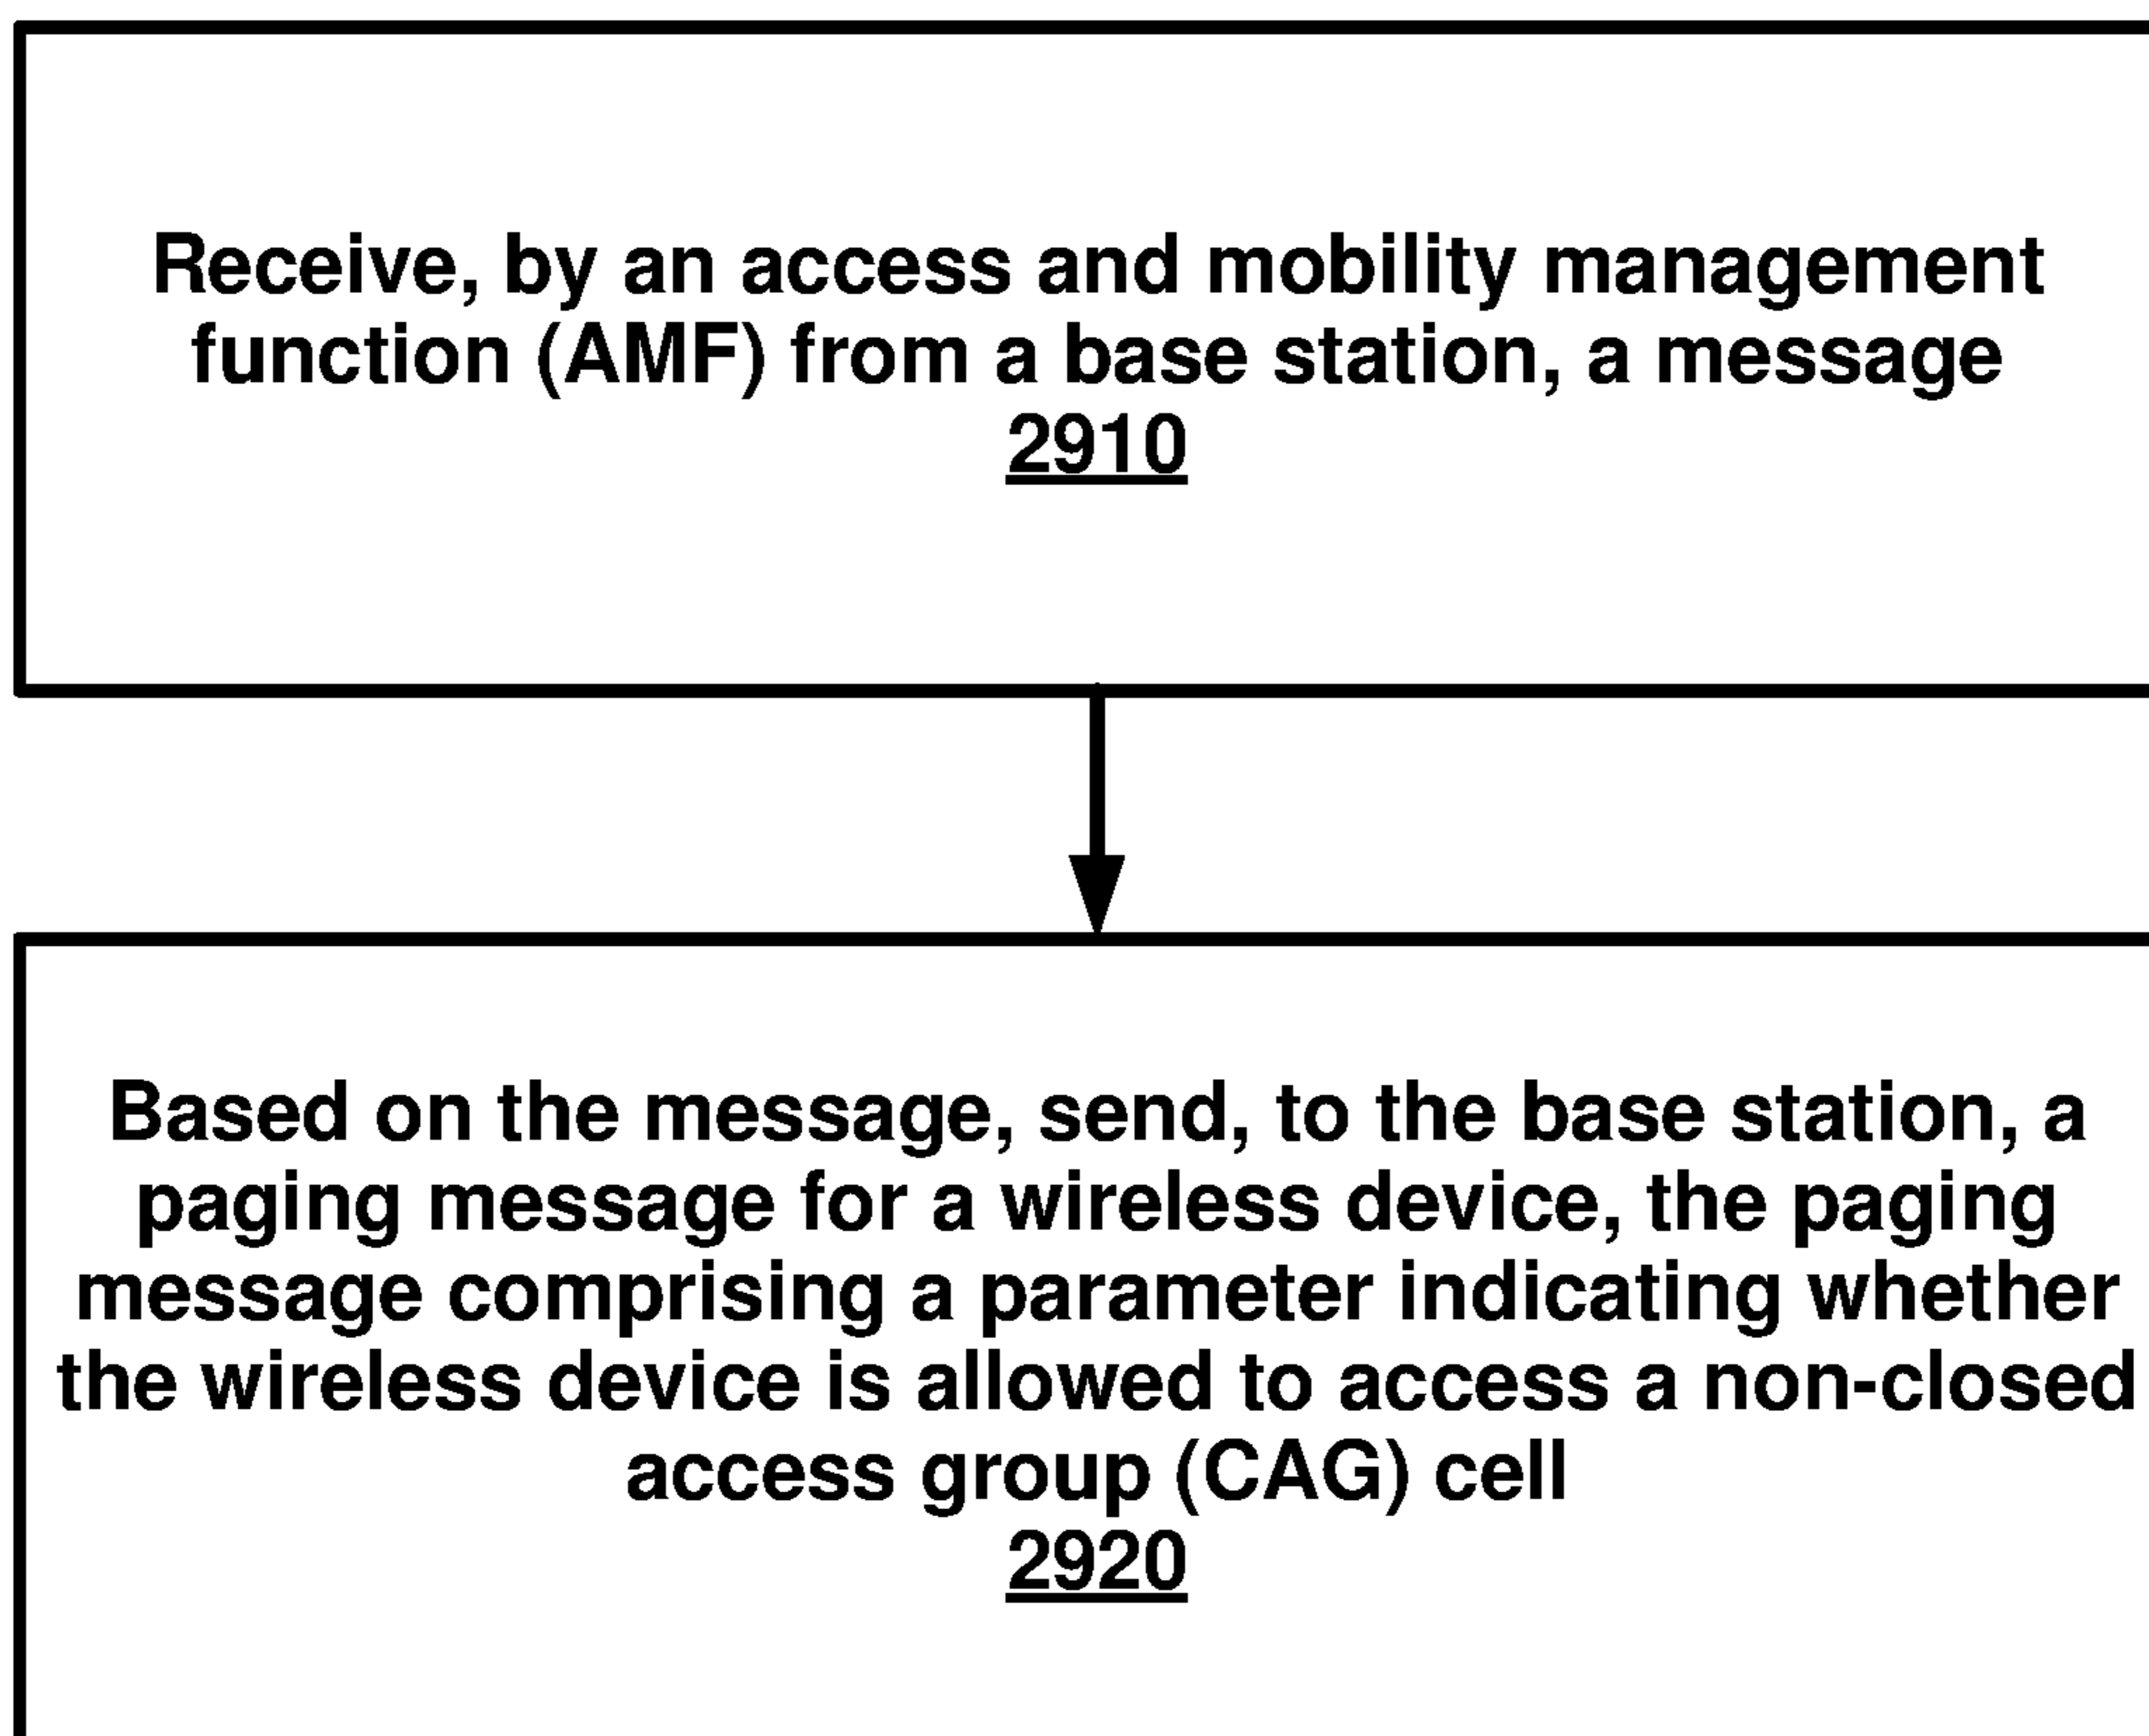 Receive, by an access and mobility management
function (AMF) from a base station, a message
2910
Based on the message, send, to the base station, a
paging message for a wireless device, the paging
message comprising a parameter indicating whether
the wireless device is allowed to access a non-closed
access group (CAG) cell
2920